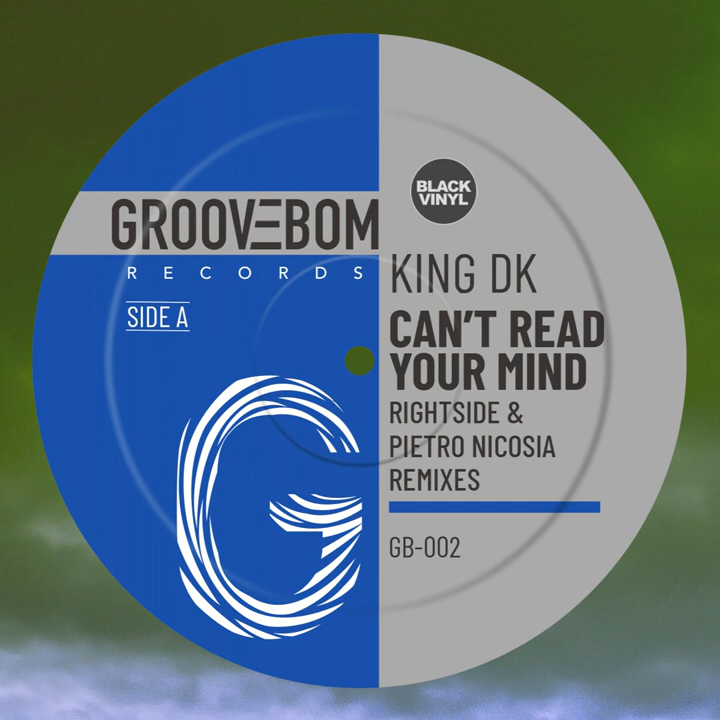 GROOVEBOM
RECORDS
SIDE A
BLACK
VINYL
KING DK
CAN'T READ
YOUR MIND
RIGHTSIDE &
PIETRO NICOSIA
REMIXES
GB-002